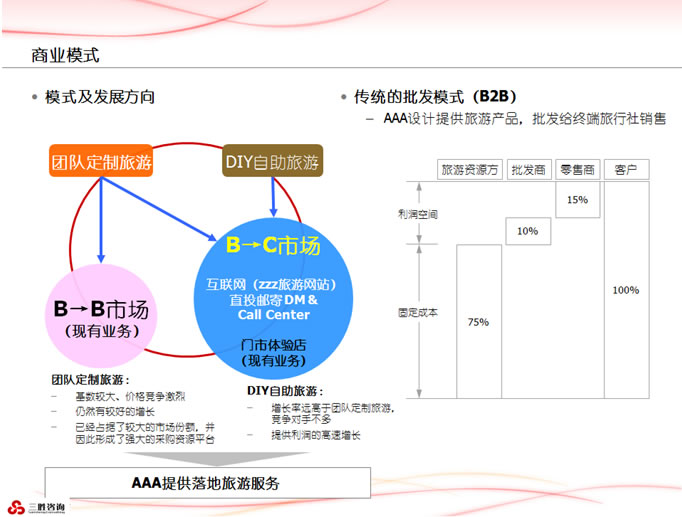 商业模式
• 模式及发展方向
团队定制旅游
DIY自助旅游
B→C市场
互联网（zzz旅游网站）
直投邮寄DM&
Call Center
门市体验店
（现有业务）
B→B市场
（现有业务）
团队定制旅游：
– 基数较大、价格竞争激烈
– 仍然有较好的增长
– 已经占据了较大的市场份额，并
因此形成了强大的采购资源平台
DIY自助旅游：
– 增长率远高于团队定制旅游，
竞争对手不多
– 提供利润的高速增长
AAA提供落地旅游服务
• 传统的批发模式（B2B）
– AAA设计提供旅游产品，批发给终端旅行社销售
旅游资源方 批发商 零售商 客户
利润空间
15%
10%
固定成本
75%
100%
三胜咨询